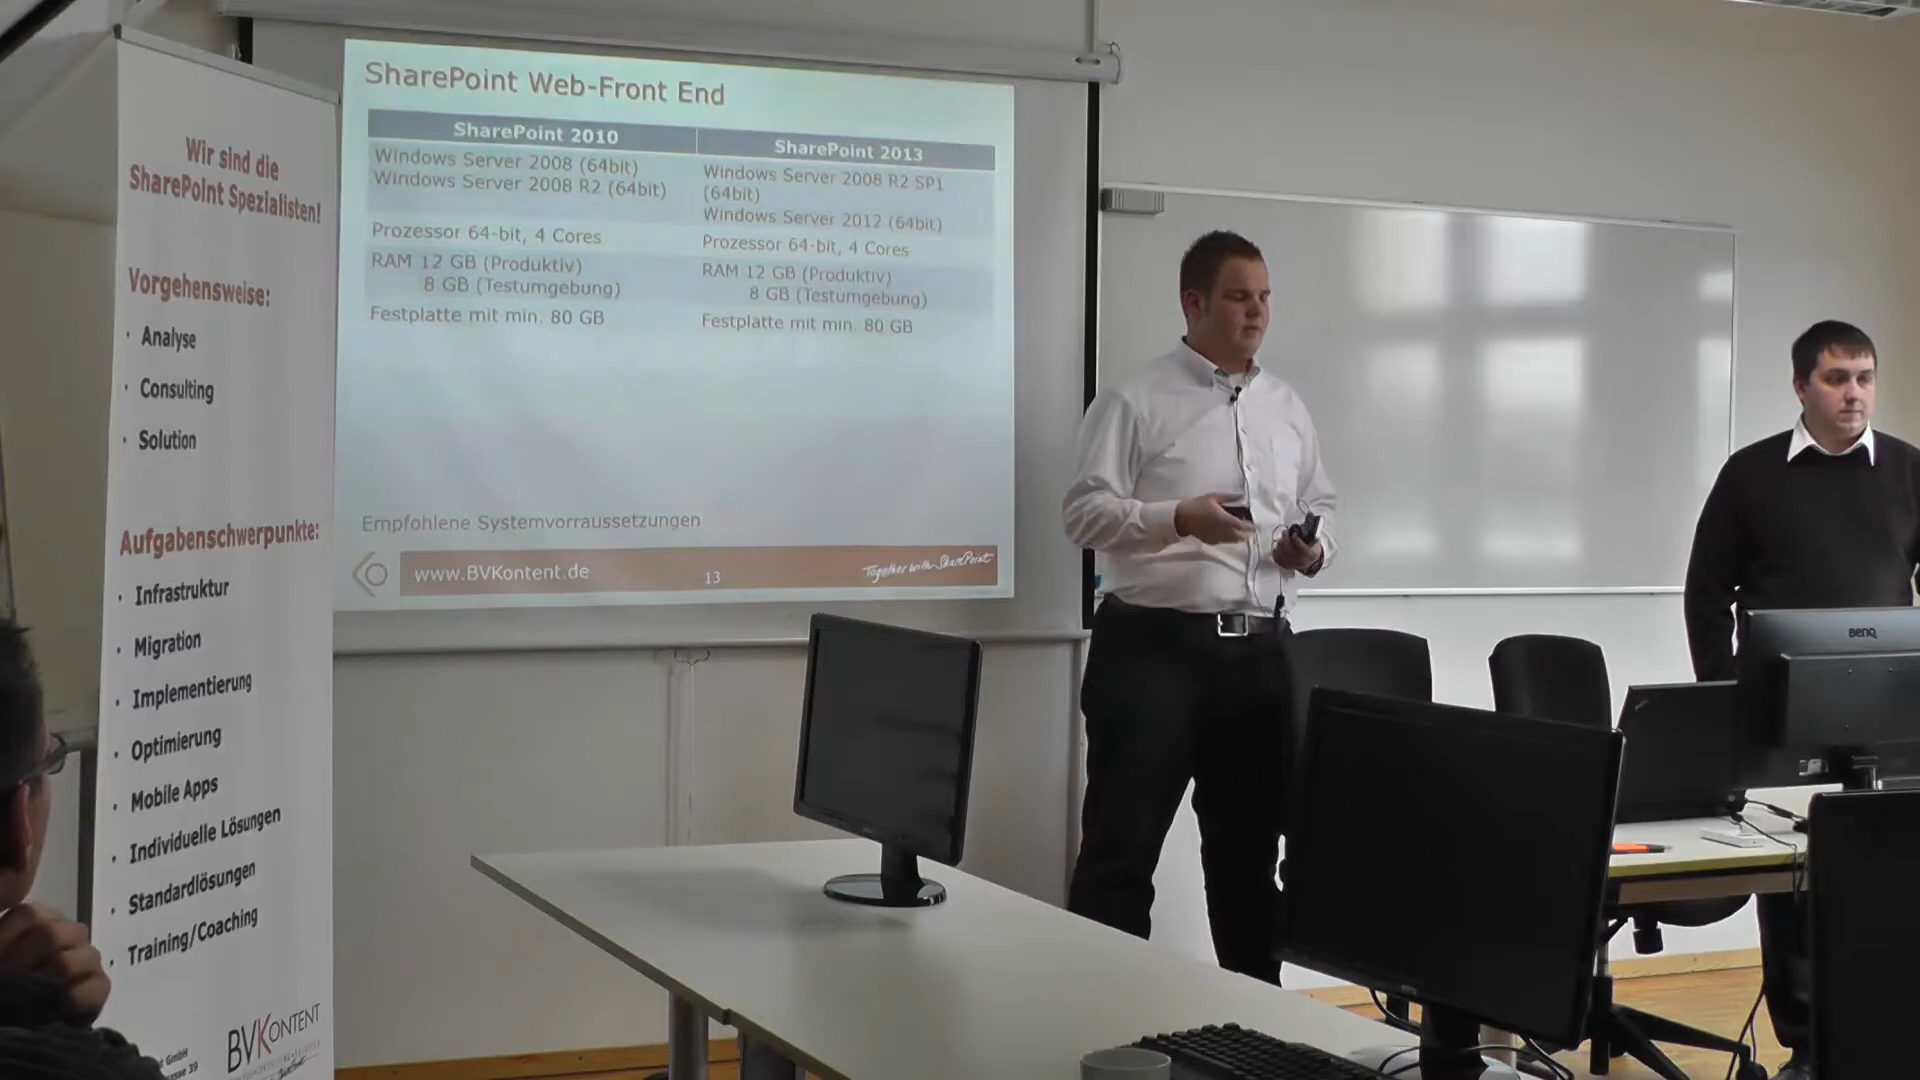 Wir sind die
SharePoint Spezialisten!
Vorgehensweise:
· Analyse
· Consulting
· Solution
Aufgabenschwerpunkte:
· Infrastruktur
· Migration
· Implementierung
· Optimierung
· Mobile Apps
· Individuelle Lösungen
· Standardlösungen
· Training/Coaching
BVKONTENT
GmbH
39
SharePoint Web-Front End
SharePoint 2010
Windows Server 2008 (64bit)
Windows Server 2008 R2 (64bit)
Prozessor 64-bit, 4 Cores
RAM 12 GB (Produktiv)
8 GB (Testumgebung)
Festplatte mit min. 80 GB
SharePoint 2013
Windows Server 2008 R2 SP1
(64bit)
Windows Server 2012 (64bit)
Prozessor 64-bit, 4 Cores
RAM 12 GB (Produktiv)
8 GB (Testumgebung)
Festplatte mit min. 80 GB
Empfohlene Systemvorraussetzungen
www.BVKontent.de
13
Together with SharePoint
BenQ